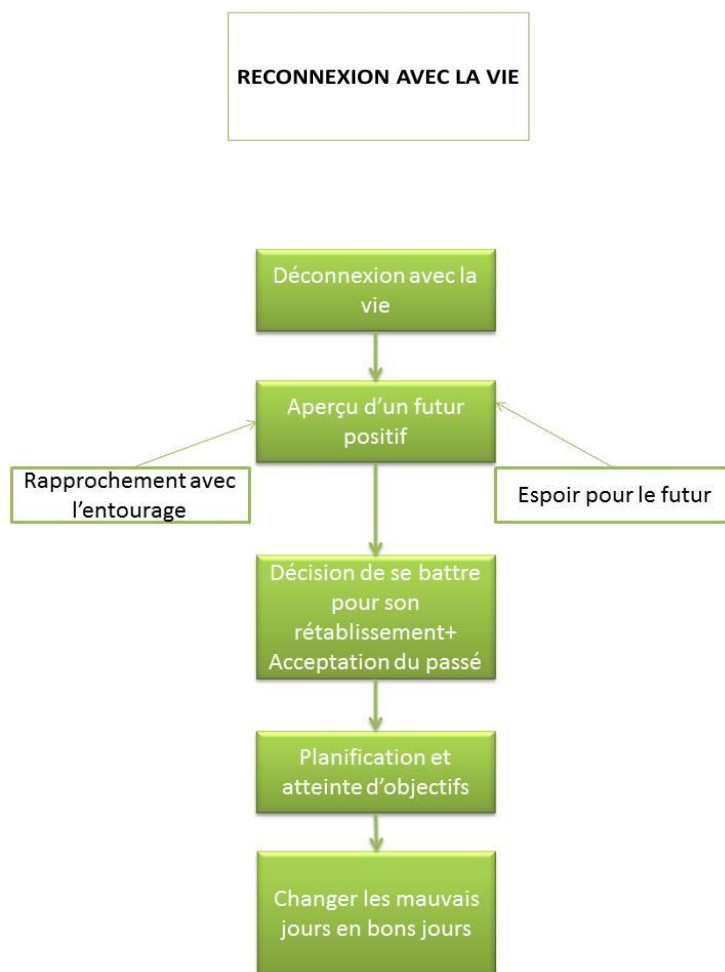 RECONNEXION AVEC LA VIE
Déconnexion avec la
vie
Aperçu d'un futur
positif
Rapprochement avec
l'entourage
Espoir pour le futur
Décision de se battre
pour son
rétablissement+
Acceptation du passé
Planification et
atteinte d'objectifs
Changer les mauvais
jours en bons jours